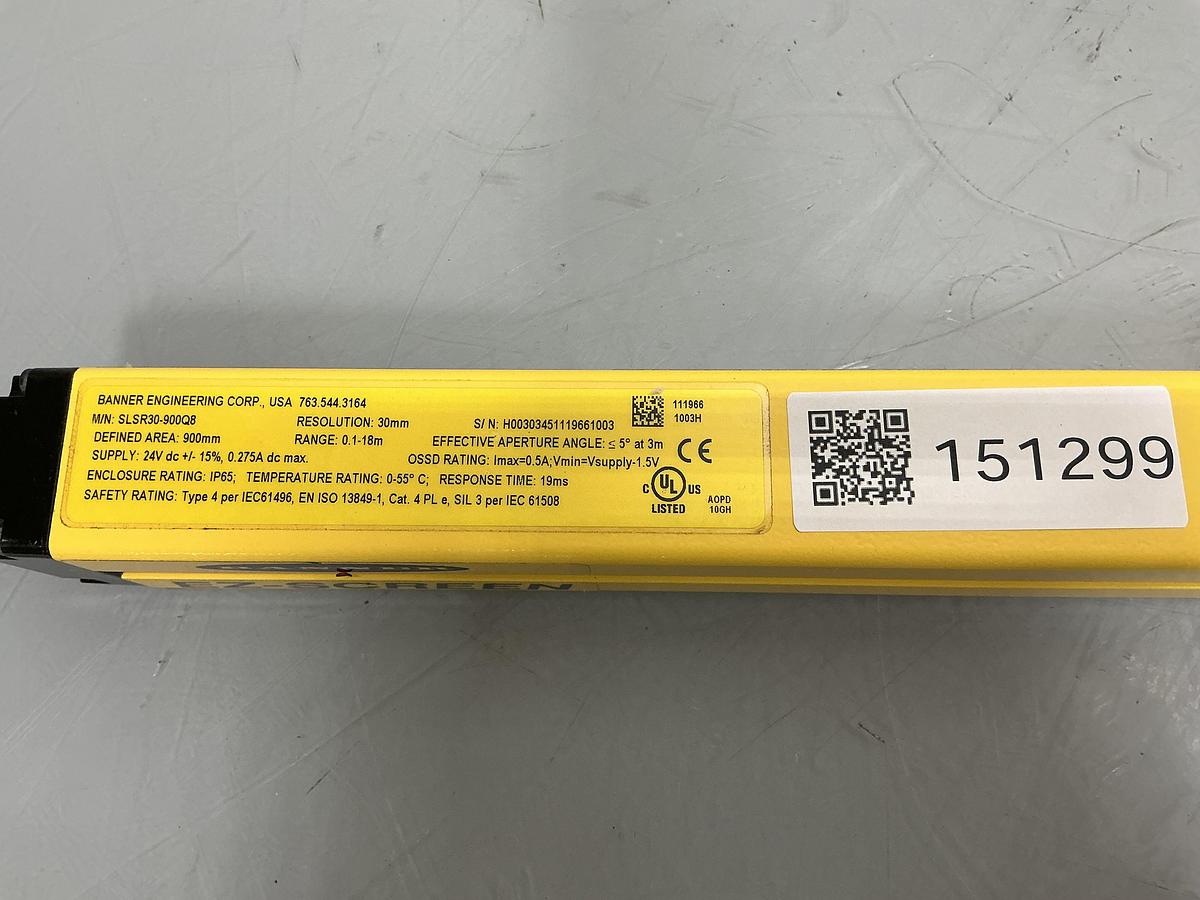 BANNER ENGINEERING CORP., USA 763.544.3164
M/N: SLSR30-900Q8 RESOLUTION: 30mm S/N: H00303451119661003
111966
1003H
DEFINED AREA: 900mm RANGE: 0.1-18m EFFECTIVE APERTURE ANGLE: ≤ 5° at 3m
SUPPLY: 24V dc +/- 15%, 0.275A dc max. OSSD RATING: Imax=0.5A;Vmin=Vsupply-1.5V
CE
ENCLOSURE RATING: IP65; TEMPERATURE RATING: 0-55° C; RESPONSE TIME: 19ms
SAFETY RATING: Type 4 per IEC61496, EN ISO 13849-1, Cat. 4 PL e, SIL 3 per IEC 61508
C UL US
LISTED
AOPD
10GH
151299
EZ-SCREEN